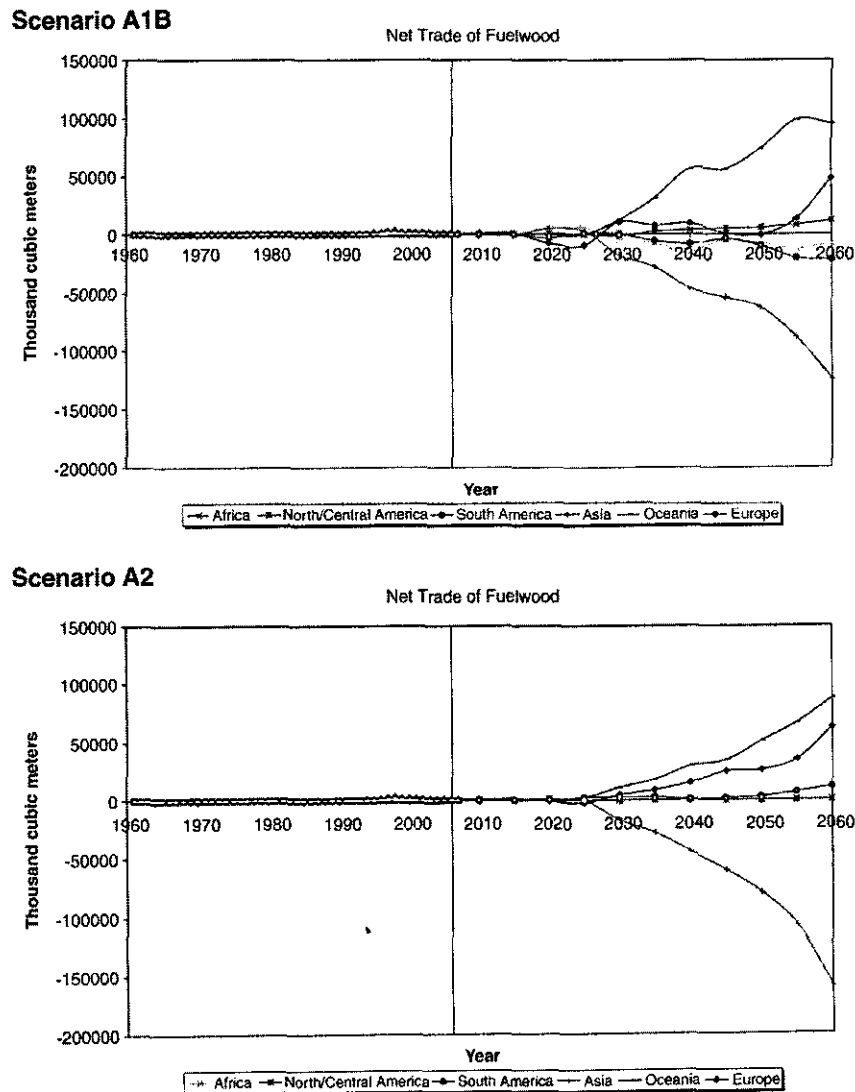 Scenario A1B
Net Trade of Fuelwood
150000
100000
50000
0
-50000
-100000
-150000
-200000
Thousand cubic meters
1960 1970 1980 1990 2000 2010 2020 2030 2040 2050 2060
Year
Africa North/Central America South America Asia Oceania Europe
Scenario A2
Net Trade of Fuelwood
150000
100000
50000
0
-50000
-100000
-150000
-200000
Thousand cubic meters
1960 1970 1980 1990 2000 2010 2020 2030 2040 2050 2060
Year
Africa North/Central America South America Asia Oceania Europe